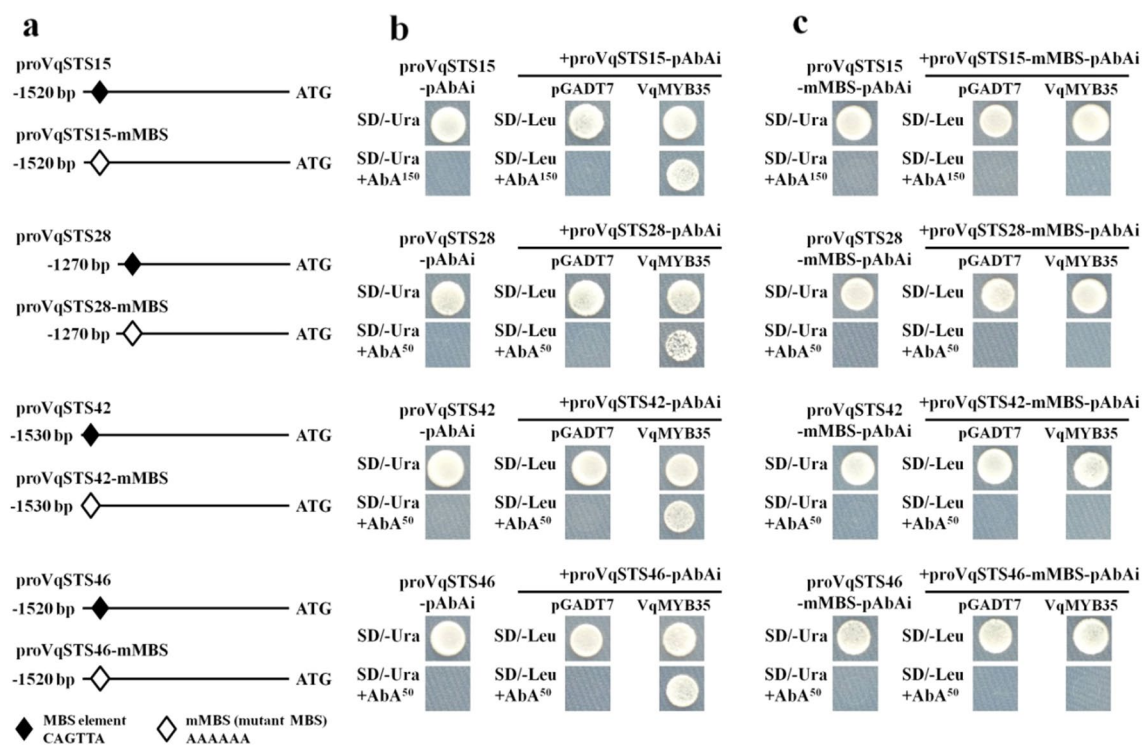 a
proVqSTS15
-1520 bp
ATG
proVqSTS15-mMBS
-1520 bp
ATG
proVqSTS28
-1270 bp
ATG
proVqSTS28-mMBS
-1270 bp
ATG
proVqSTS42
-1530 bp
ATG
proVqSTS42-mMBS
-1530 bp
ATG
proVqSTS46
-1520 bp
ATG
proVqSTS46-mMBS
-1520 bp
ATG
MBS element
CAGTTA
mMBS (mutant MBS)
AAAAAA
b
proVqSTS15
-pAbAi
+proVqSTS15-pAbAi
pGADT7 VqMYB35
SD/-Ura SD/-Leu
SD/-Ura SD/-Leu
+AbA¹⁵⁰ +AbA¹⁵⁰
proVqSTS28
-pAbAi
+proVqSTS28-pAbAi
pGADT7 VqMYB35
SD/-Ura SD/-Leu
SD/-Ura SD/-Leu
+AbA⁵⁰ +AbA⁵⁰
proVqSTS42
-pAbAi
+proVqSTS42-pAbAi
pGADT7 VqMYB35
SD/-Ura SD/-Leu
SD/-Ura SD/-Leu
+AbA⁵⁰ +AbA⁵⁰
proVqSTS46
-pAbAi
+proVqSTS46-pAbAi
pGADT7 VqMYB35
SD/-Ura SD/-Leu
SD/-Ura SD/-Leu
+AbA⁵⁰ +AbA⁵⁰
c
proVqSTS15
-mMBS-pAbAi
+proVqSTS15-mMBS-pAbAi
pGADT7 VqMYB35
SD/-Ura SD/-Leu
SD/-Ura SD/-Leu
+AbA¹⁵⁰ +AbA¹⁵⁰
proVqSTS28
-mMBS-pAbAi
+proVqSTS28-mMBS-pAbAi
pGADT7 VqMYB35
SD/-Ura SD/-Leu
SD/-Ura SD/-Leu
+AbA⁵⁰ +AbA⁵⁰
proVqSTS42
-mMBS-pAbAi
+proVqSTS42-mMBS-pAbAi
pGADT7 VqMYB35
SD/-Ura SD/-Leu
SD/-Ura SD/-Leu
+AbA⁵⁰ +AbA⁵⁰
proVqSTS46
-mMBS-pAbAi
+proVqSTS46-mMBS-pAbAi
pGADT7 VqMYB35
SD/-Ura SD/-Leu
SD/-Ura SD/-Leu
+AbA⁵⁰ +AbA⁵⁰